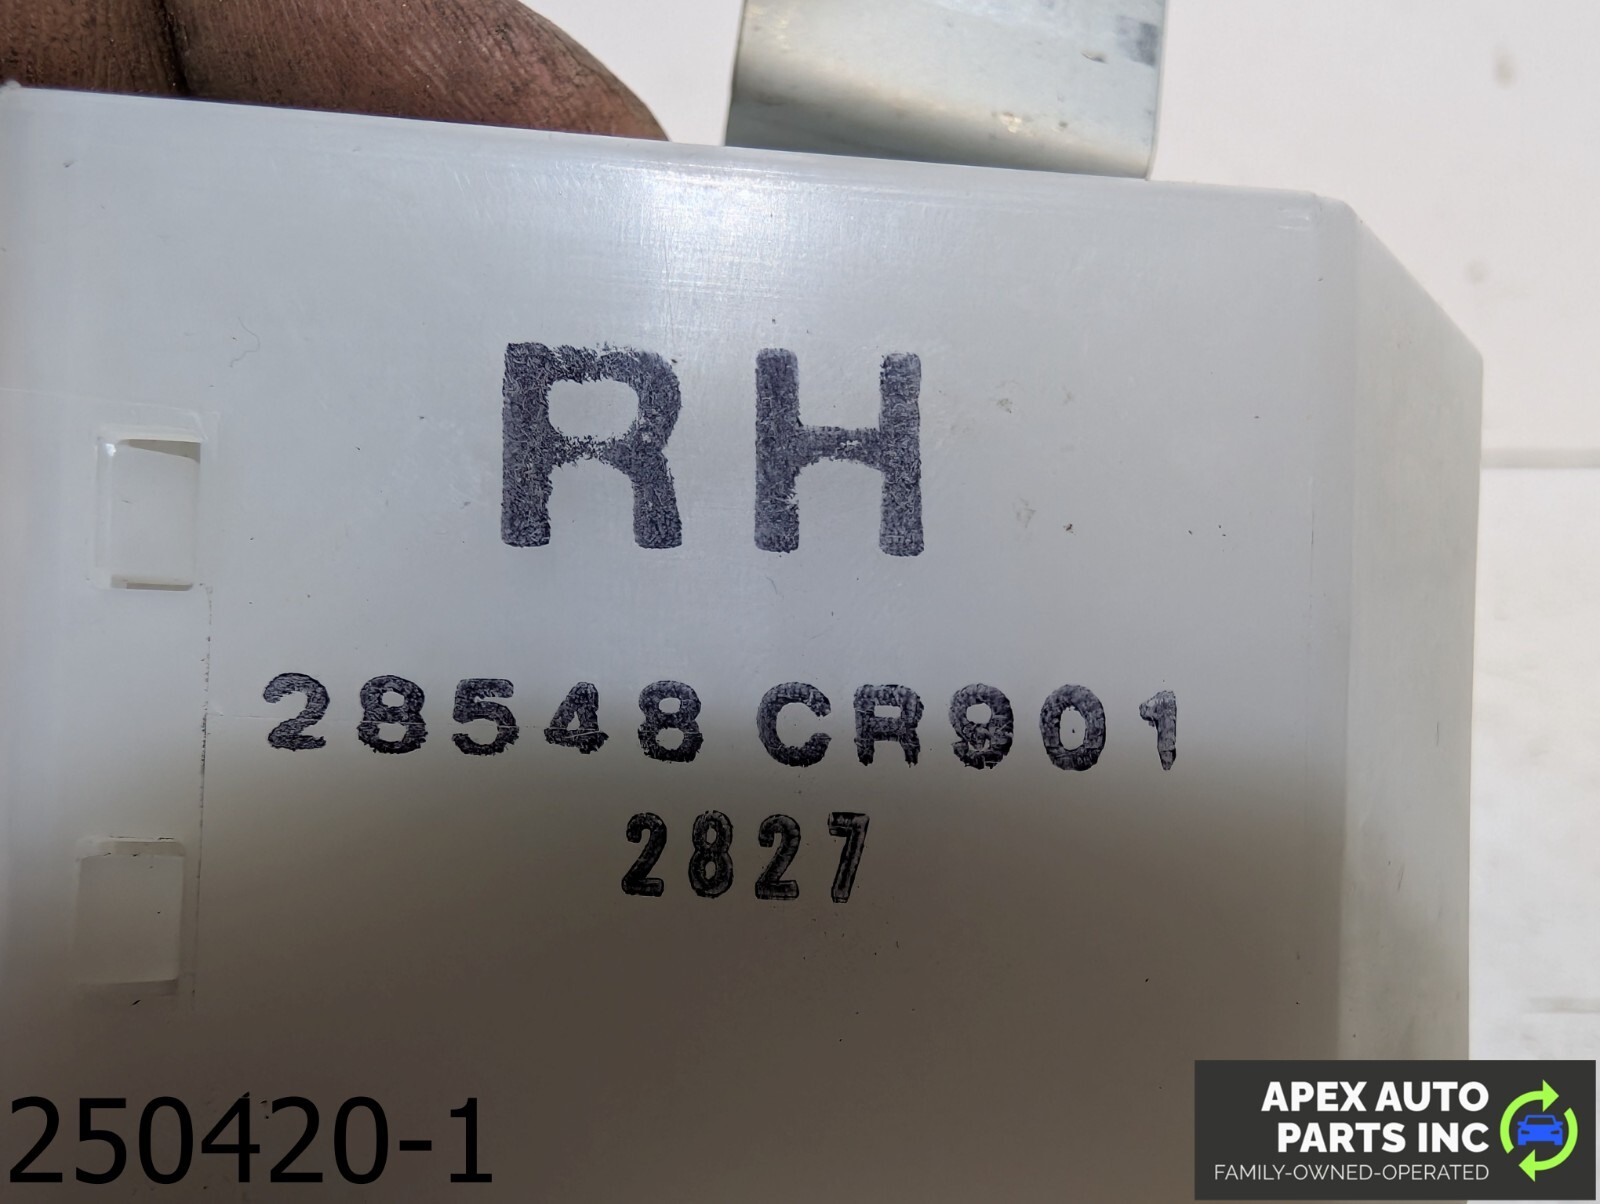 RH
28548 CR901
2827
250420-1
APEX AUTO
PARTS INC
FAMILY-OWNED-OPERATED